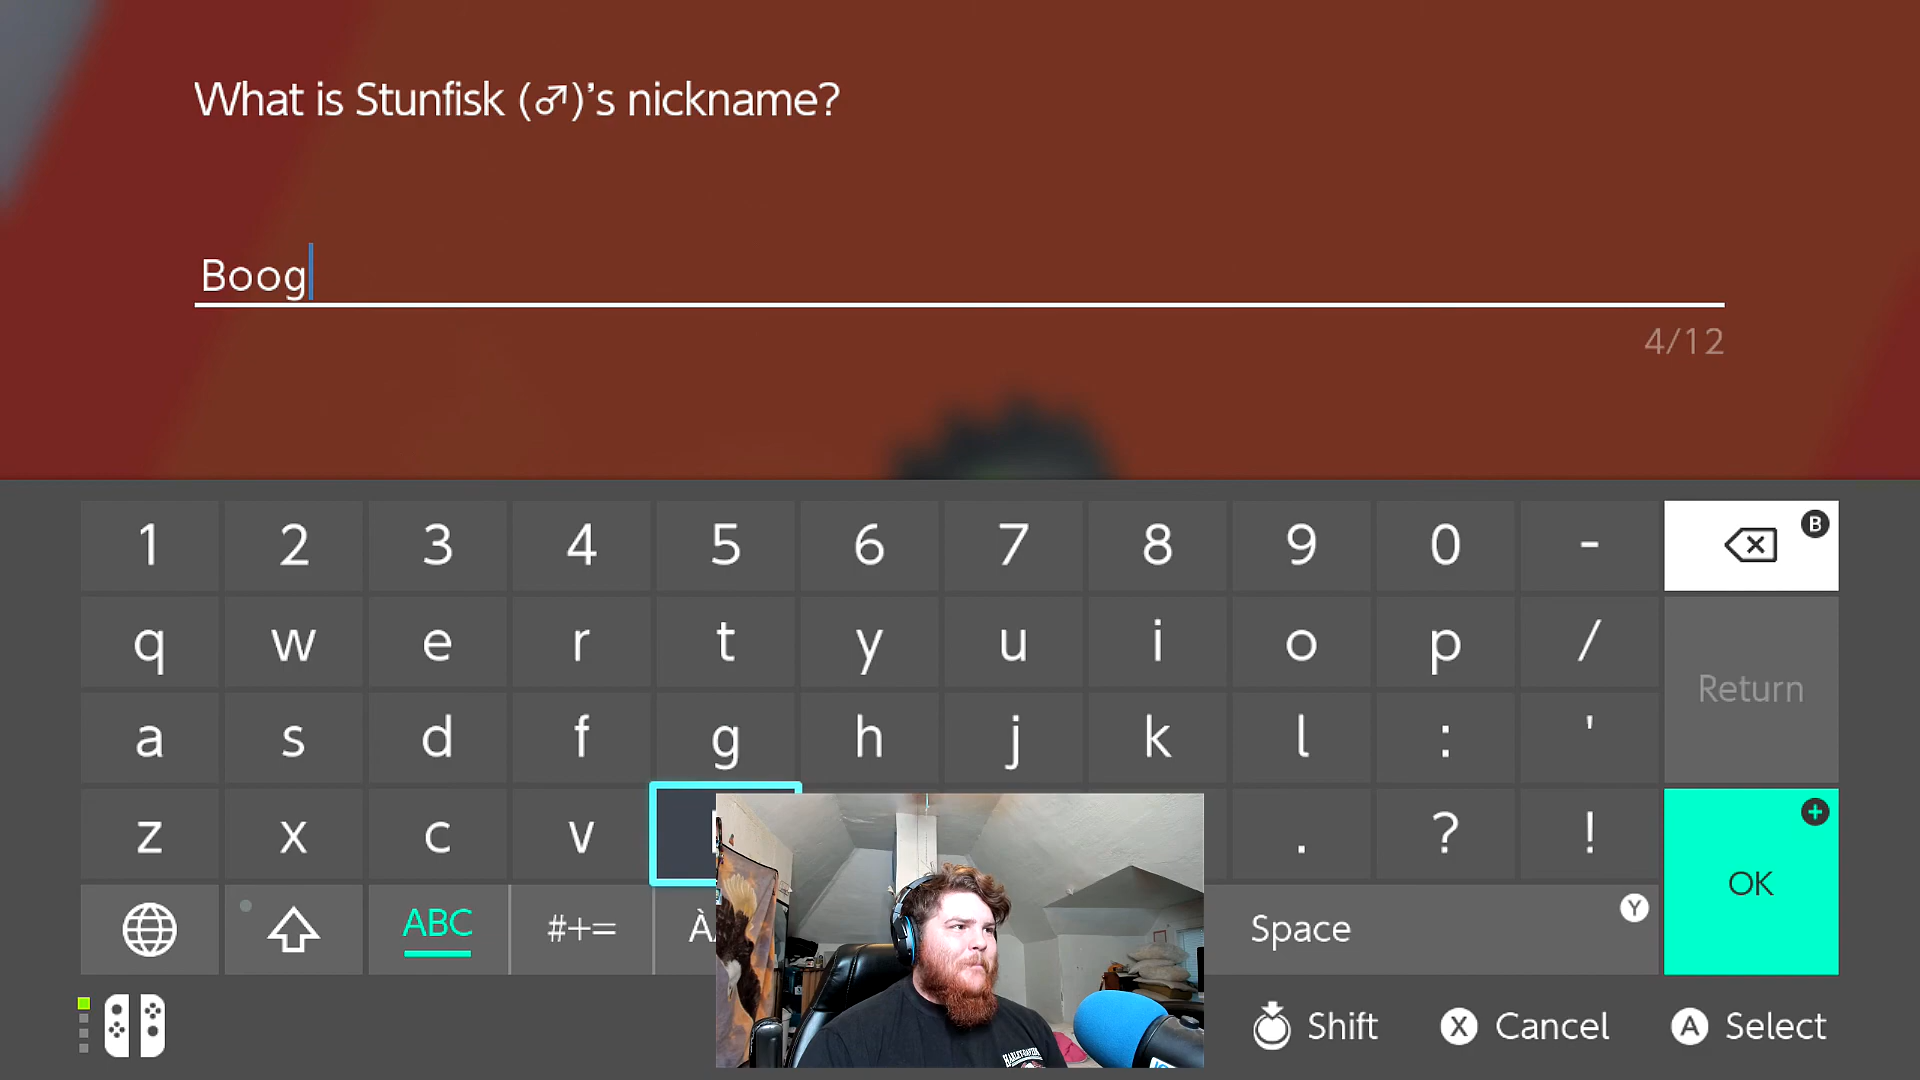 What is Stunfisk (♂)'s nickname?
Boog
4/12
1 2 3 4 5 6 7 8 9 0 -
B
q w e r t y u i o p /
Return
a s d f g h j k l : '
z x c v . ? !
+
OK
ABC #+= Space Y
Shift X Cancel A Select